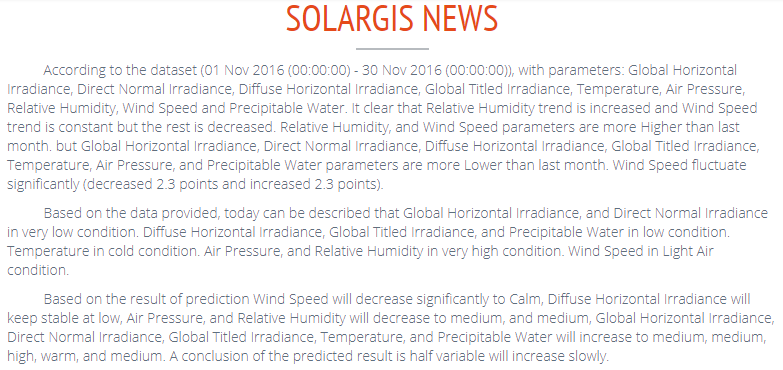 SOLARGIS NEWS
According to the dataset (01 Nov 2016 (00:00:00) - 30 Nov 2016 (00:00:00)), with parameters: Global Horizontal
Irradiance, Direct Normal Irradiance, Diffuse Horizontal Irradiance, Global Titled Irradiance, Temperature, Air Pressure,
Relative Humidity, Wind Speed and Precipitable Water. It clear that Relative Humidity trend is increased and Wind Speed
trend is constant but the rest is decreased. Relative Humidity, and Wind Speed parameters are more Higher than last
month. but Global Horizontal Irradiance, Direct Normal Irradiance, Diffuse Horizontal Irradiance, Global Titled Irradiance,
Temperature, Air Pressure, and Precipitable Water parameters are more Lower than last month. Wind Speed fluctuate
significantly (decreased 2.3 points and increased 2.3 points).
Based on the data provided, today can be described that Global Horizontal Irradiance, and Direct Normal Irradiance
in very low condition. Diffuse Horizontal Irradiance, Global Titled Irradiance, and Precipitable Water in low condition.
Temperature in cold condition. Air Pressure, and Relative Humidity in very high condition. Wind Speed in Light Air
condition.
Based on the result of prediction Wind Speed will decrease significantly to Calm, Diffuse Horizontal Irradiance will
keep stable at low, Air Pressure, and Relative Humidity will decrease to medium, and medium, Global Horizontal Irradiance,
Direct Normal Irradiance, Global Titled Irradiance, Temperature, and Precipitable Water will increase to medium, medium,
high, warm, and medium. A conclusion of the predicted result is half variable will increase slowly.